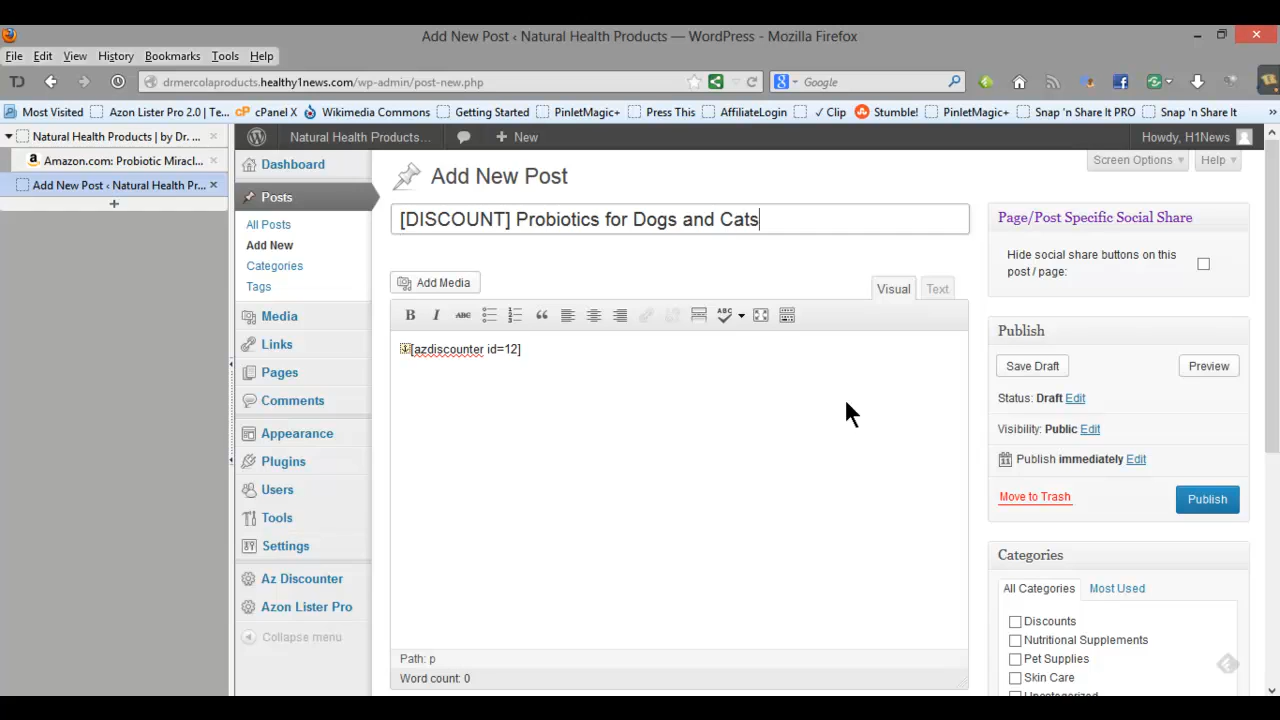 Add New Post ‹ Natural Health Products — WordPress - Mozilla Firefox
File Edit View History Bookmarks Tools Help
drmercolaproducts.healthy1news.com/wp-admin/post-new.php
Google
Most Visited Azon Lister Pro 2.0 | Te... cPanel X Wikimedia Commons Getting Started PinletMagic+ Press This AffiliateLogin ✓ Clip Stumble! PinletMagic+ Snap 'n Share It PRO Snap 'n Share It
Natural Health Products | by Dr. ...
Amazon.com: Probiotic Miracl...
Add New Post ‹ Natural Health Pr...
Natural Health Products... + New Howdy, H1News
Screen Options Help
Dashboard
Posts
All Posts
Add New
Categories
Tags
Media
Links
Pages
Comments
Appearance
Plugins
Users
Tools
Settings
Az Discounter
Azon Lister Pro
Collapse menu
Add New Post
[DISCOUNT] Probiotics for Dogs and Cats
Add Media
Visual Text
B I ABC ABC
[azdiscounter id=12]
Path: p
Word count: 0
Page/Post Specific Social Share
Hide social share buttons on this
post / page:
Publish
Save Draft Preview
Status: Draft Edit
Visibility: Public Edit
Publish immediately Edit
Move to Trash Publish
Categories
All Categories Most Used
Discounts
Nutritional Supplements
Pet Supplies
Skin Care
Uncategorized